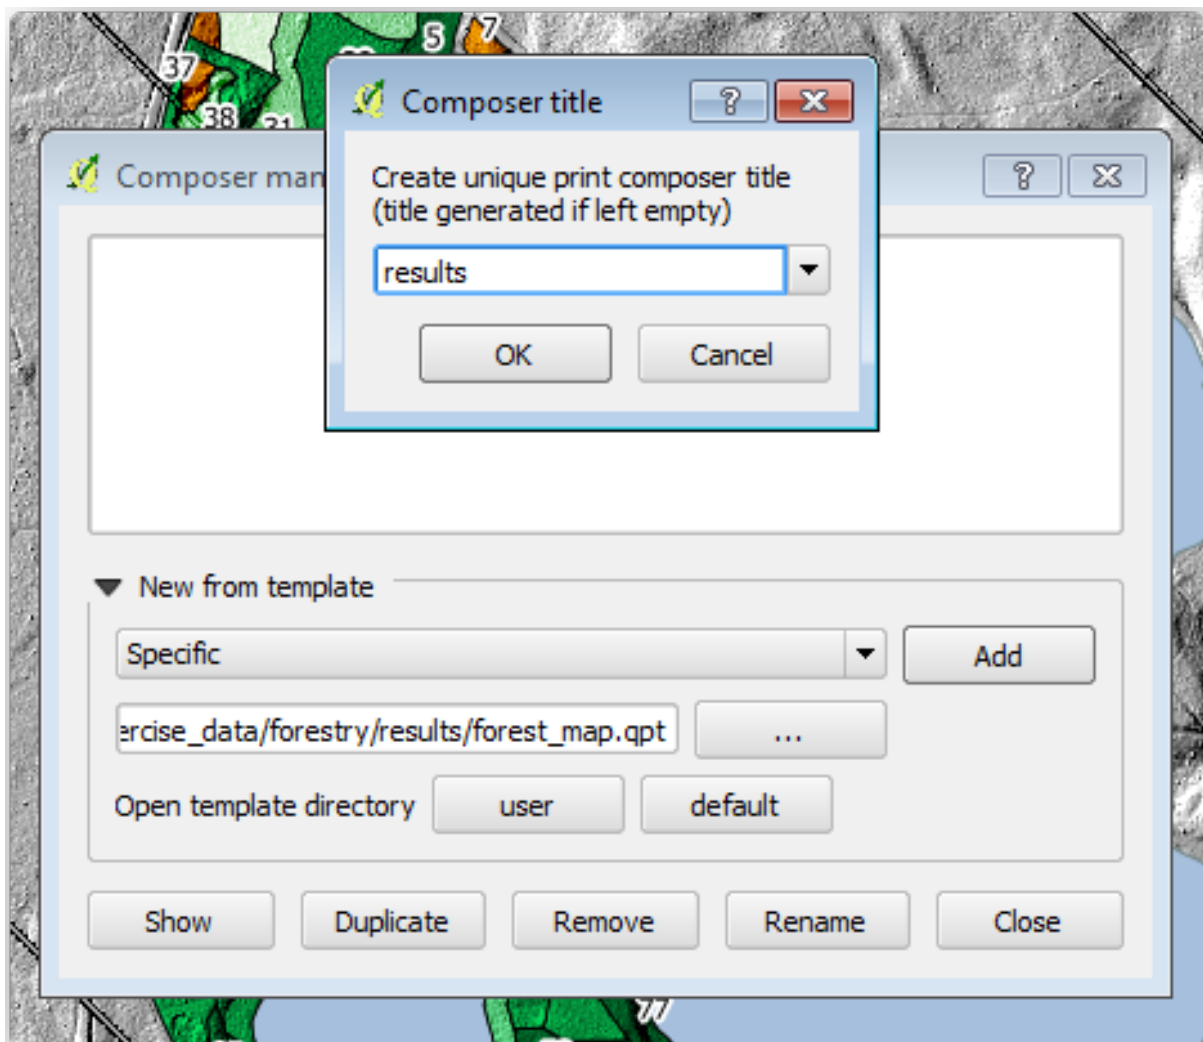 5
7
37
38
31
Composer title
Composer man
Create unique print composer title
(title generated if left empty)
results
OK
Cancel
New from template
Specific
Add
ercise_data/forestry/results/forest_map.qpt
...
Open template directory
user
default
Show
Duplicate
Remove
Rename
Close
77